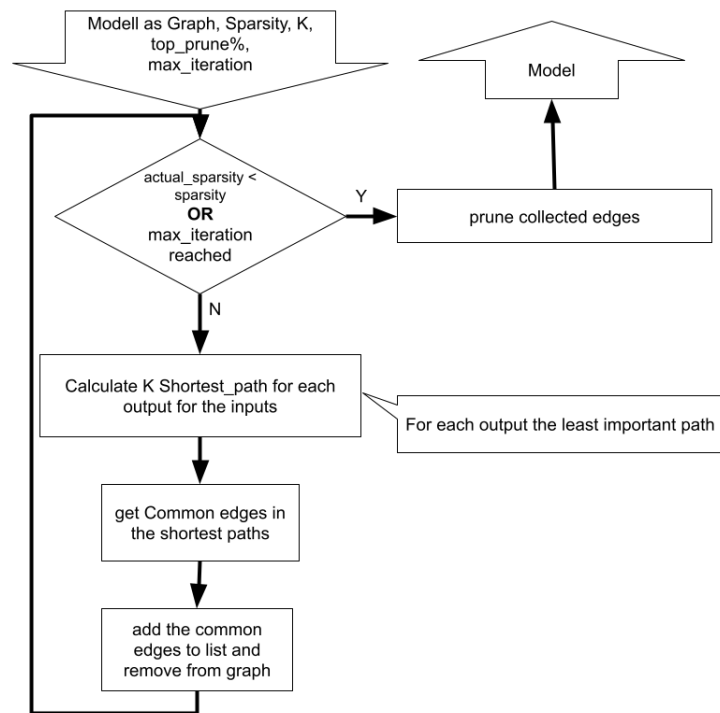 Modell as Graph, Sparsity, K,
top_prune%,
max_iteration
Model
actual_sparsity <
sparsity
OR
max_iteration
reached
Y
prune collected edges
N
Calculate K Shortest_path for each
output for the inputs
For each output the least important path
get Common edges in
the shortest paths
add the common
edges to list and
remove from graph